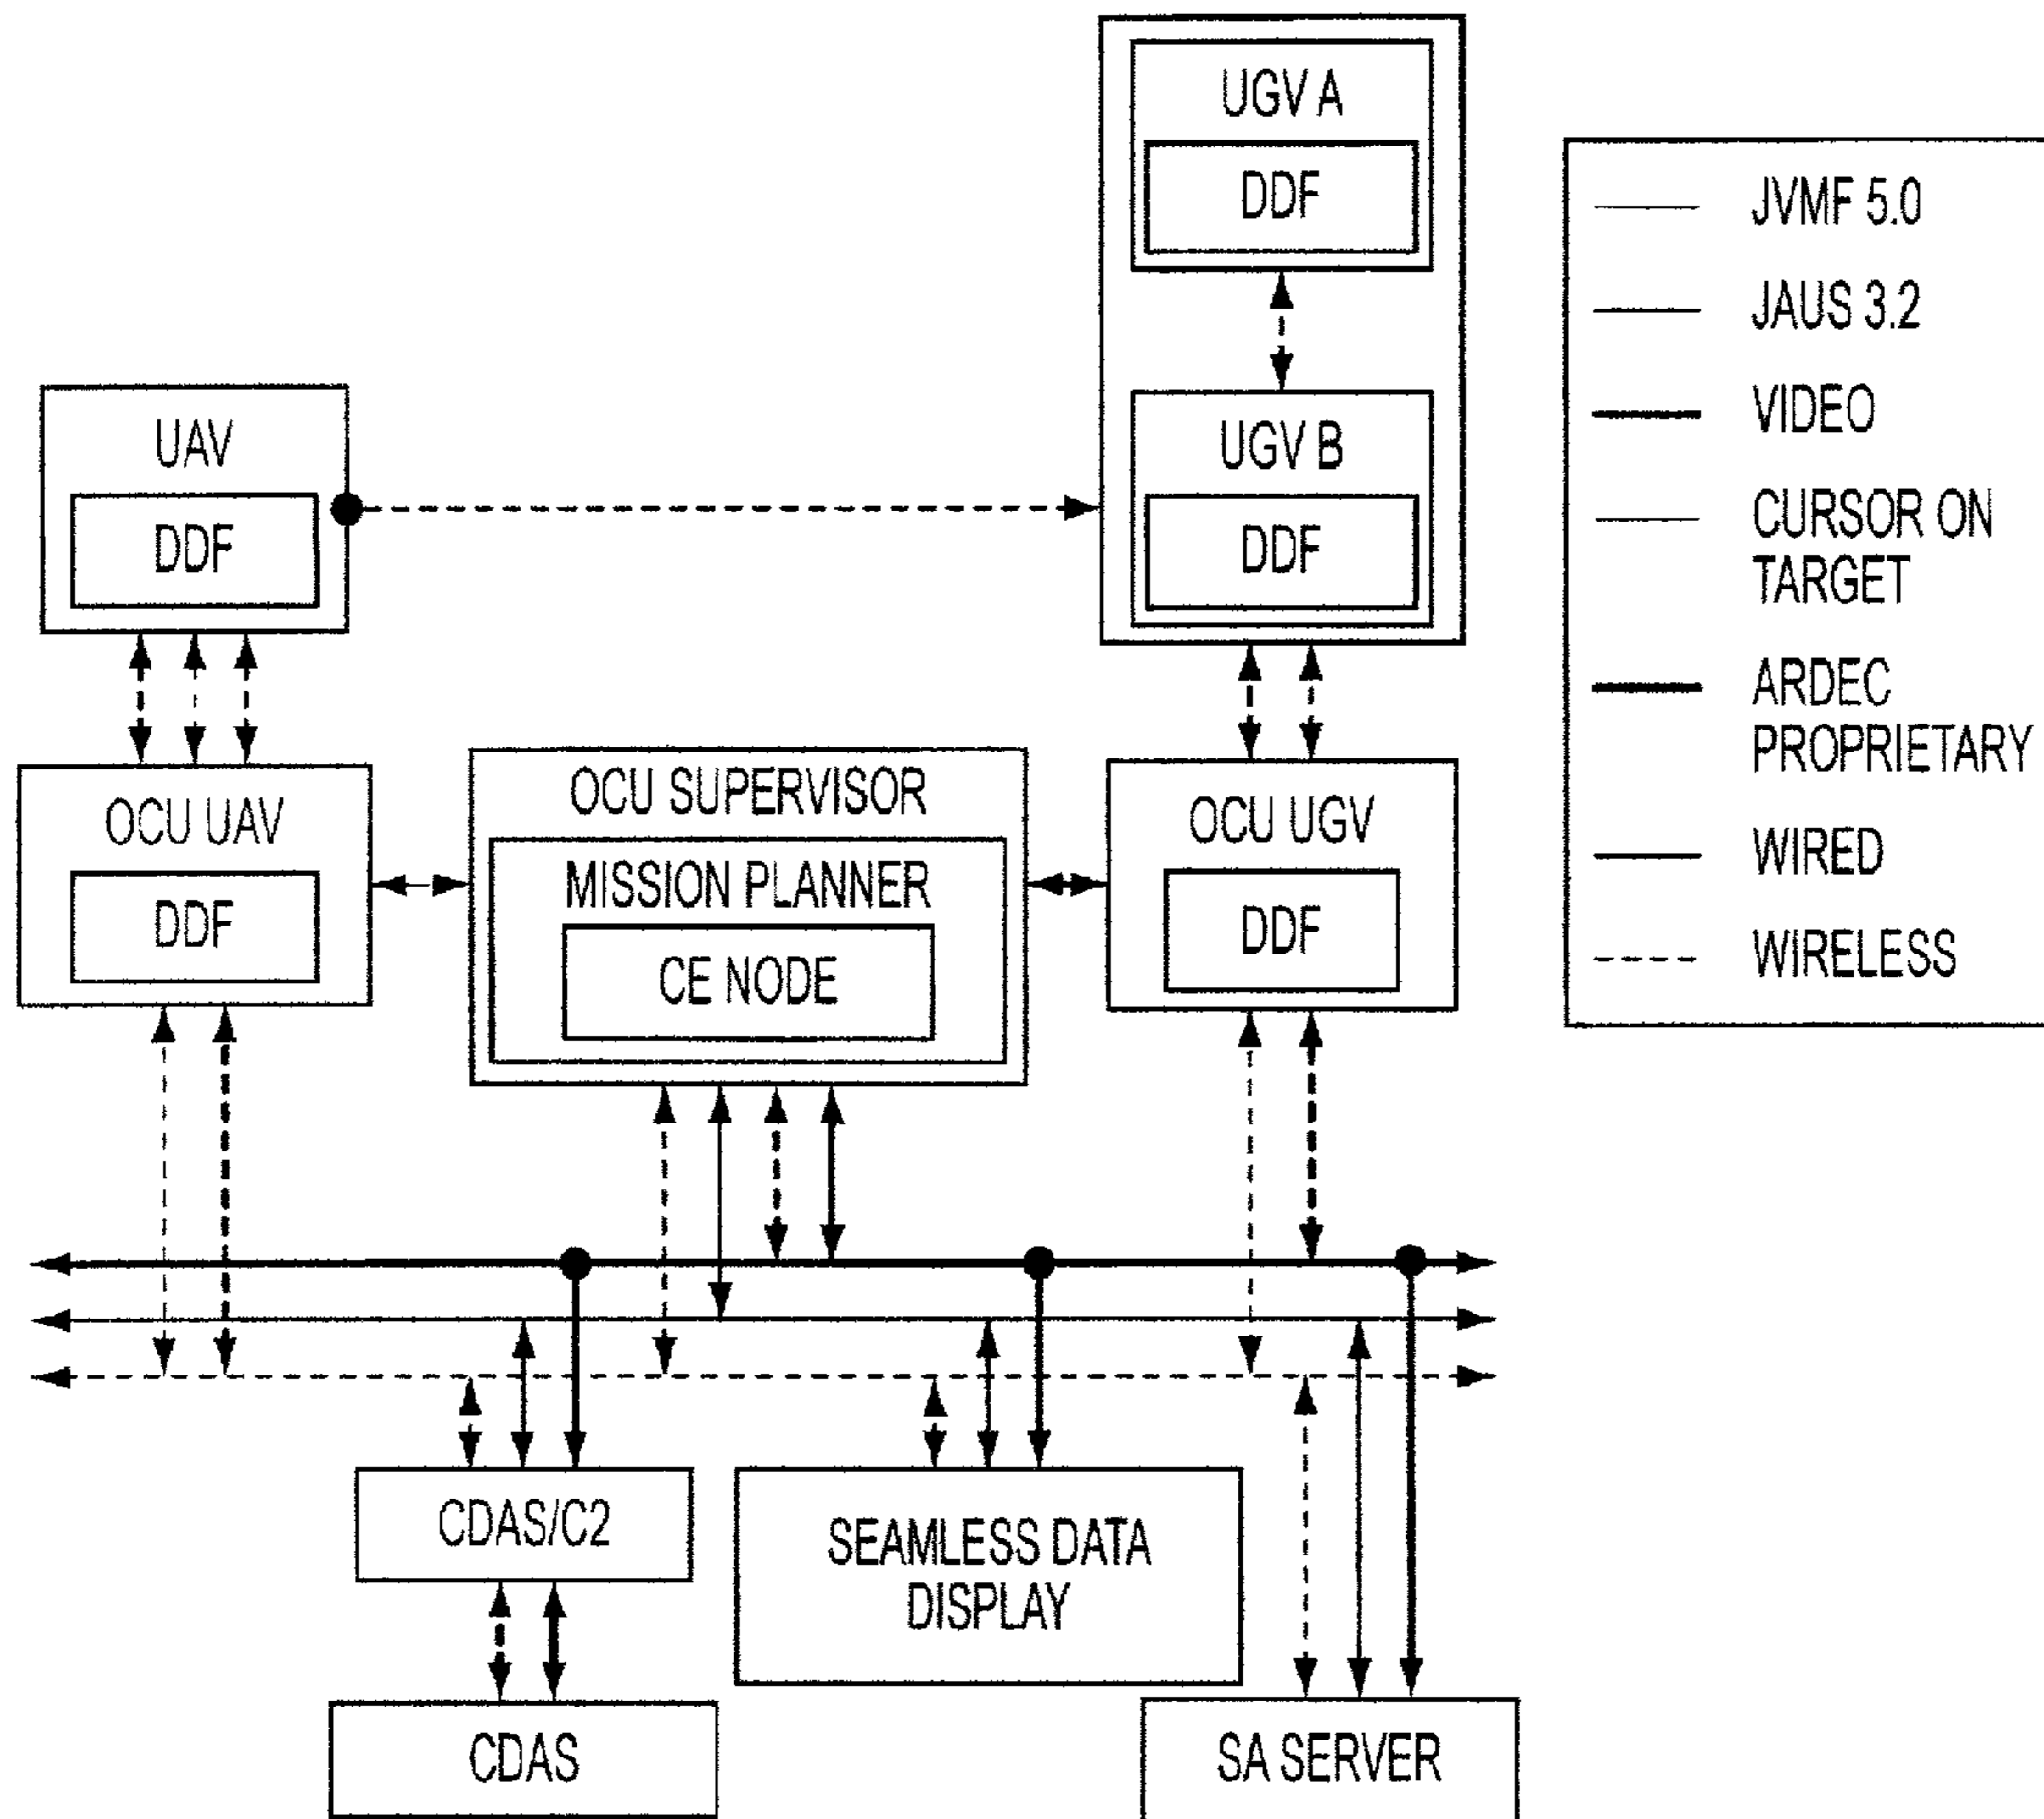 UGV A
DDF
UGV B
DDF
UAV
DDF
OCU UAV
DDF
OCU SUPERVISOR
MISSION PLANNER
CE NODE
OCU UGV
DDF
CDAS/C2
SEAMLESS DATA
DISPLAY
CDAS
SA SERVER
JVMF 5.0
JAUS 3.2
VIDEO
CURSOR ON
TARGET
ARDEC
PROPRIETARY
WIRED
WIRELESS